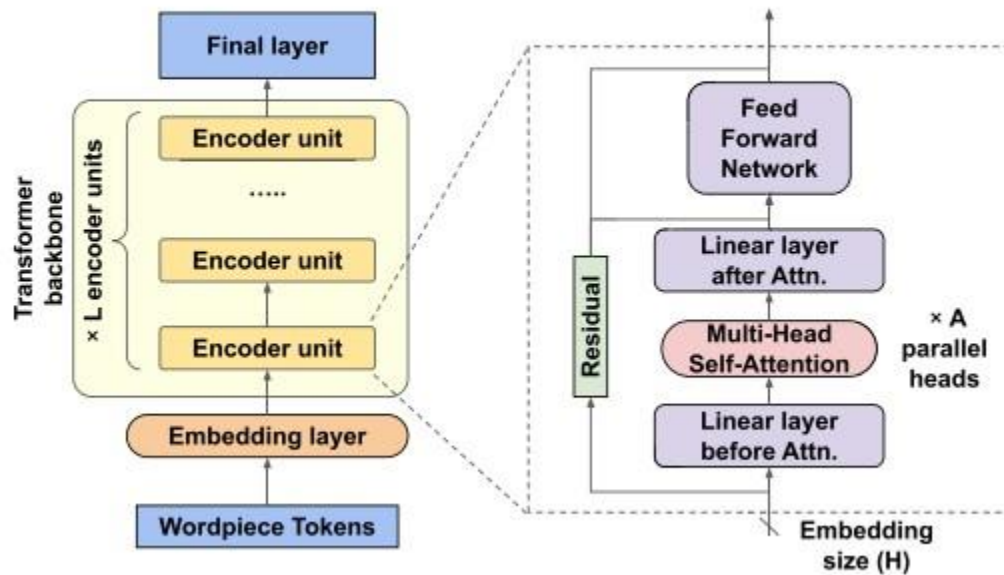 Final layer
Encoder unit
.....
Encoder unit
Encoder unit
Transformer
backbone
× L encoder units
Embedding layer
Wordpiece Tokens
Feed
Forward
Network
Linear layer
after Attn.
Multi-Head
Self-Attention
× A
parallel
heads
Residual
Linear layer
before Attn.
Embedding
size (H)